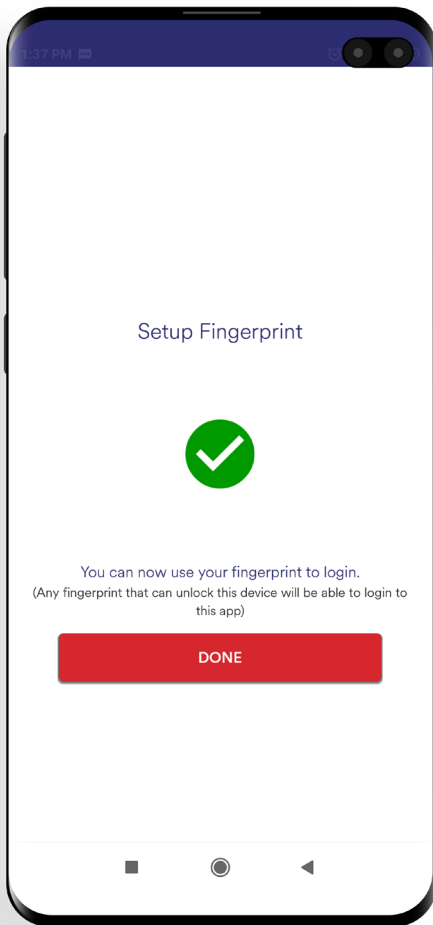 1:37 PM
Setup Fingerprint
You can now use your fingerprint to login.
(Any fingerprint that can unlock this device will be able to login to
this app)
DONE